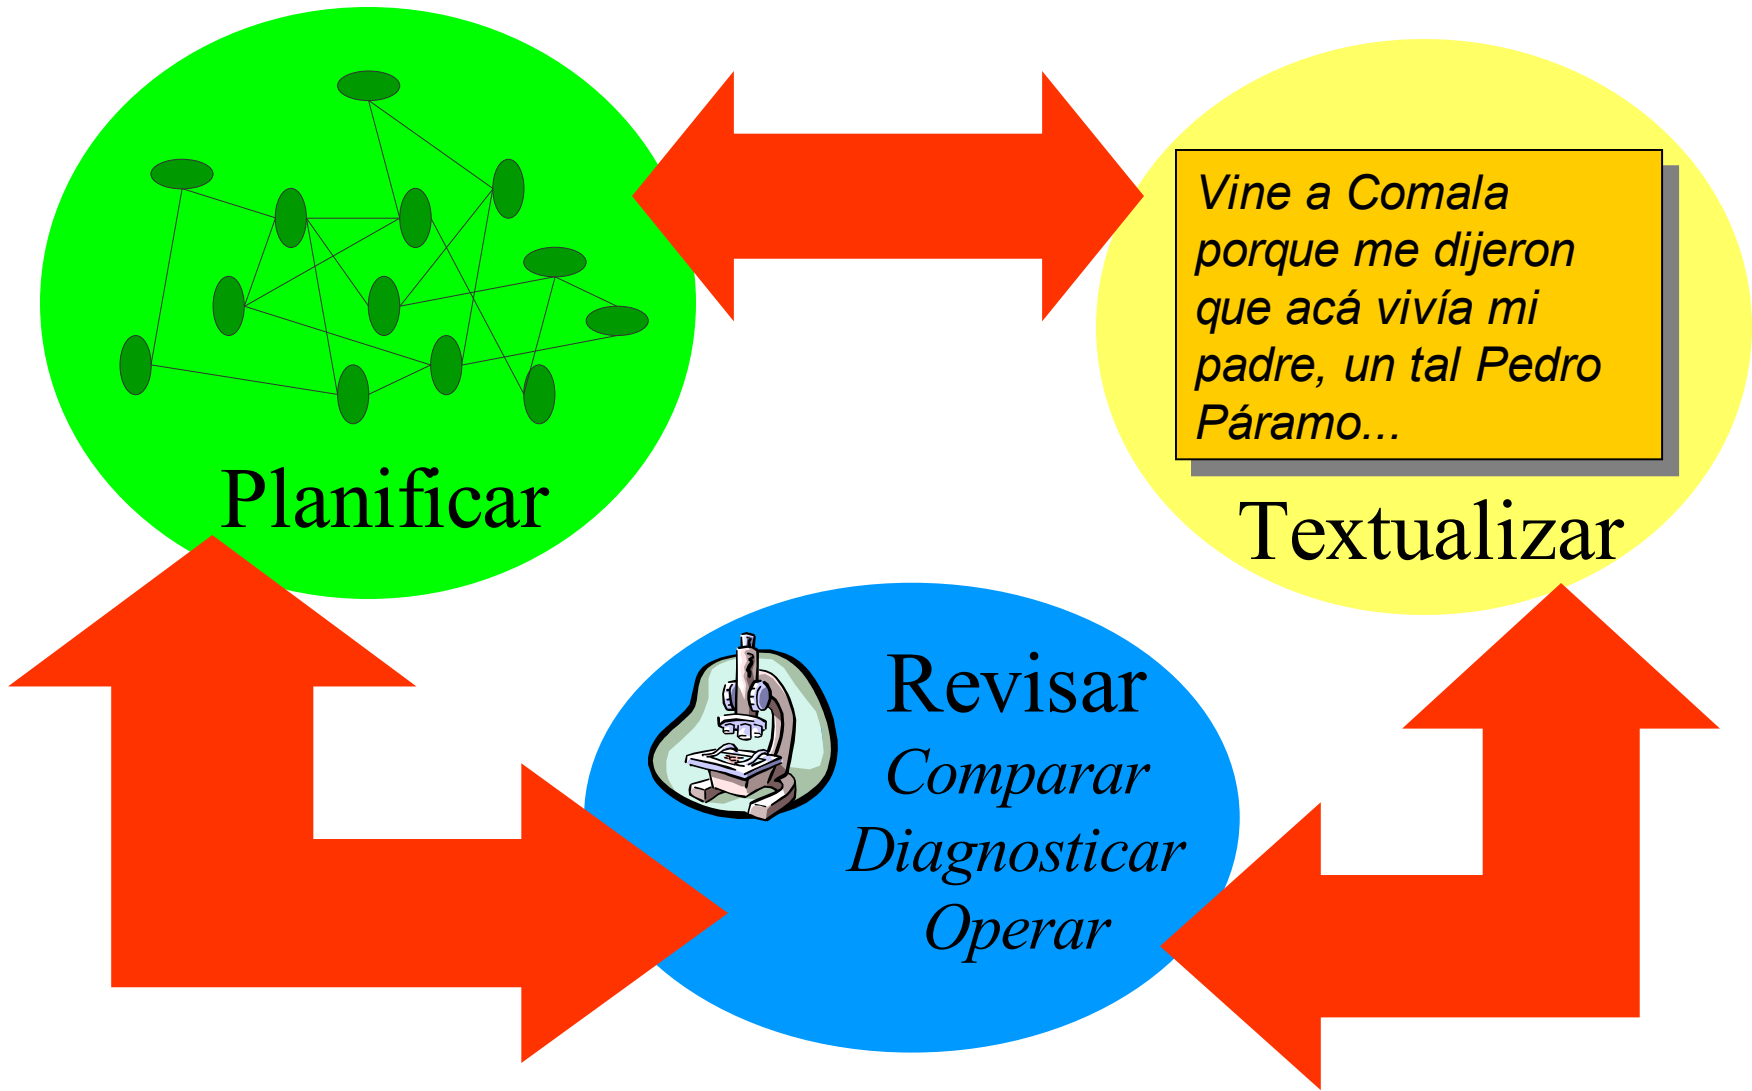 Planificar
Vine a Comala
porque me dijeron
que acá vivía mi
padre, un tal Pedro
Páramo...
Textualizar
Revisar
Comparar
Diagnosticar
Operar